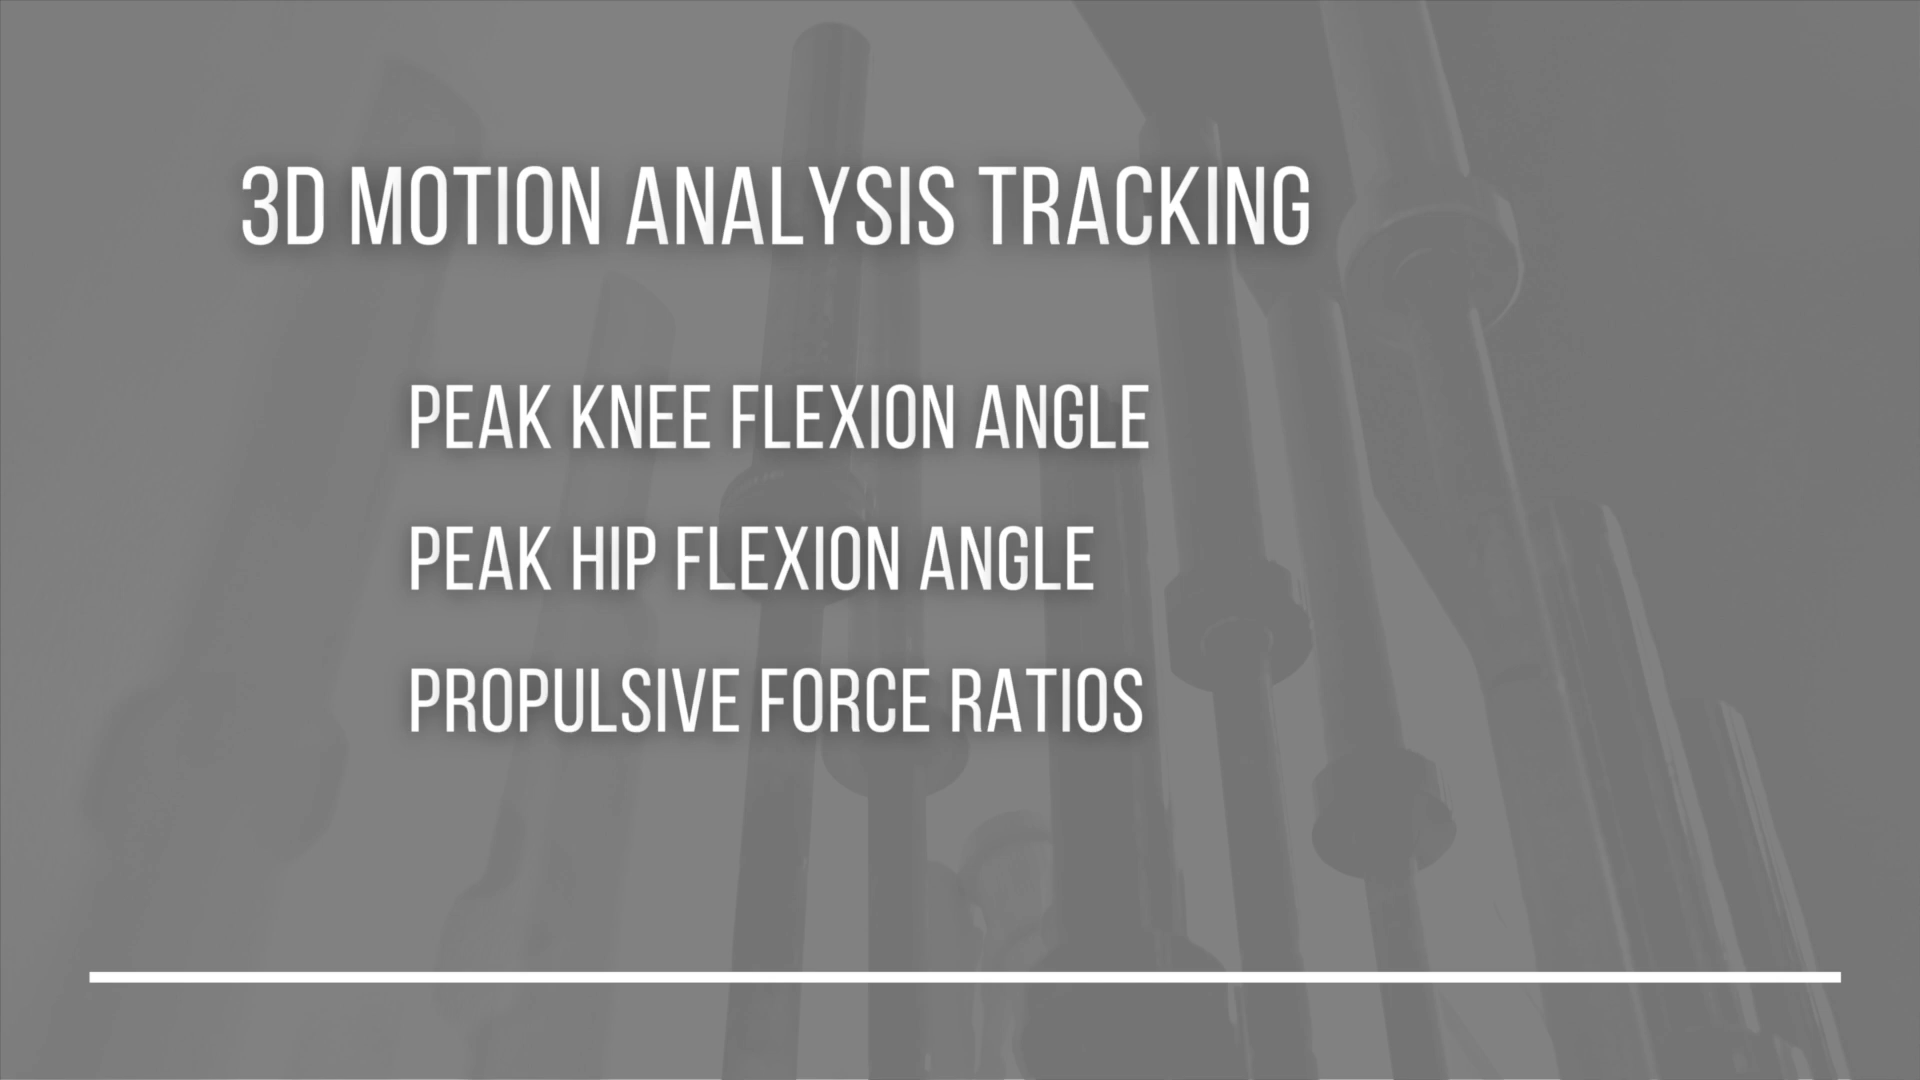 3D MOTION ANALYSIS TRACKING
PEAK KNEE FLEXION ANGLE
PEAK HIP FLEXION ANGLE
PROPULSIVE FORCE RATIOS